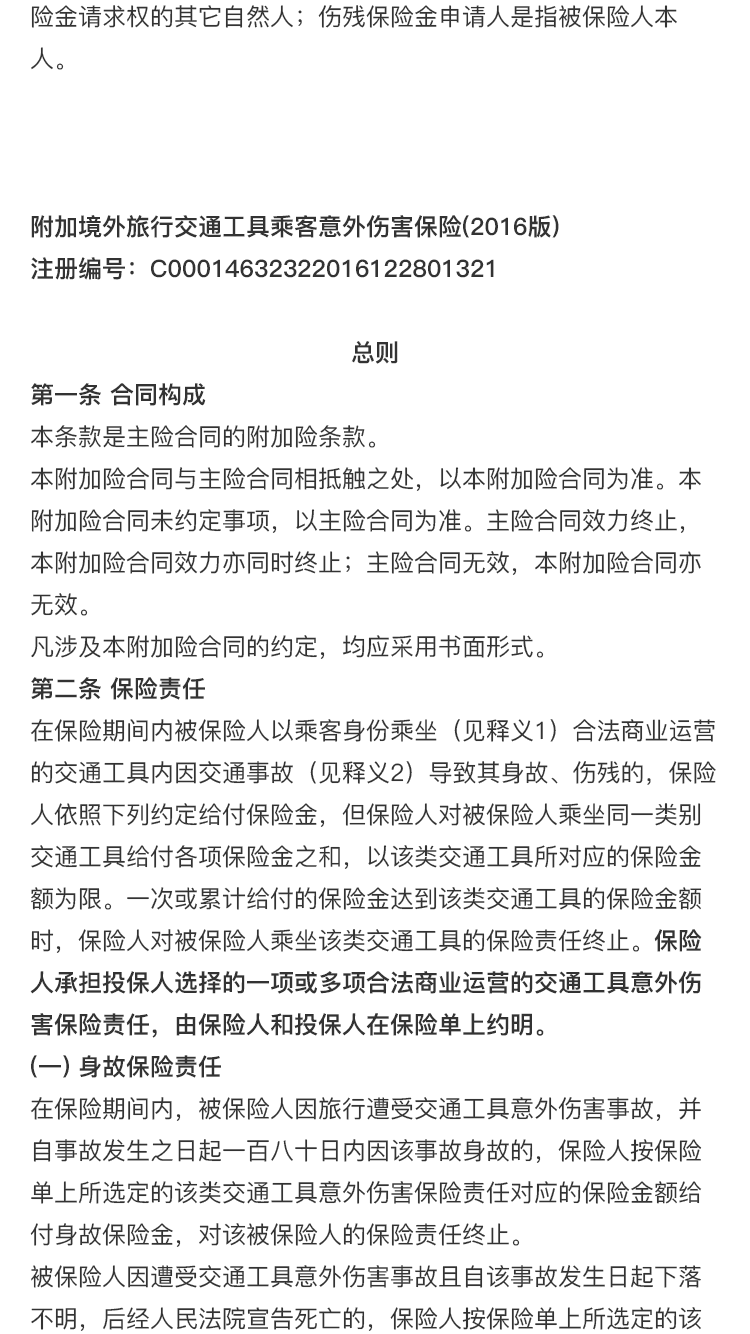 险金请求权的其它自然人；伤残保险金申请人是指被保险人本
人。
附加境外旅行交通工具乘客意外伤害保险(2016版)
注册编号：C00014632322016122801321
总则
第一条 合同构成
本条款是主险合同的附加险条款。
本附加险合同与主险合同相抵触之处，以本附加险合同为准。本
附加险合同未约定事项，以主险合同为准。主险合同效力终止，
本附加险合同效力亦同时终止；主险合同无效，本附加险合同亦
无效。
凡涉及本附加险合同的约定，均应采用书面形式。
第二条 保险责任
在保险期间内被保险人以乘客身份乘坐（见释义1）合法商业运营
的交通工具内因交通事故（见释义2）导致其身故、伤残的，保险
人依照下列约定给付保险金，但保险人对被保险人乘坐同一类别
交通工具给付各项保险金之和，以该类交通工具所对应的保险金
额为限。一次或累计给付的保险金达到该类交通工具的保险金额
时，保险人对被保险人乘坐该类交通工具的保险责任终止。保险
人承担投保人选择的一项或多项合法商业运营的交通工具意外伤
害保险责任，由保险人和投保人在保险单上约明。
(一) 身故保险责任
在保险期间内，被保险人因旅行遭受交通工具意外伤害事故，并
自事故发生之日起一百八十日内因该事故身故的，保险人按保险
单上所选定的该类交通工具意外伤害保险责任对应的保险金额给
付身故保险金，对该被保险人的保险责任终止。
被保险人因遭受交通工具意外伤害事故且自该事故发生日起下落
不明，后经人民法院宣告死亡的，保险人按保险单上所选定的该